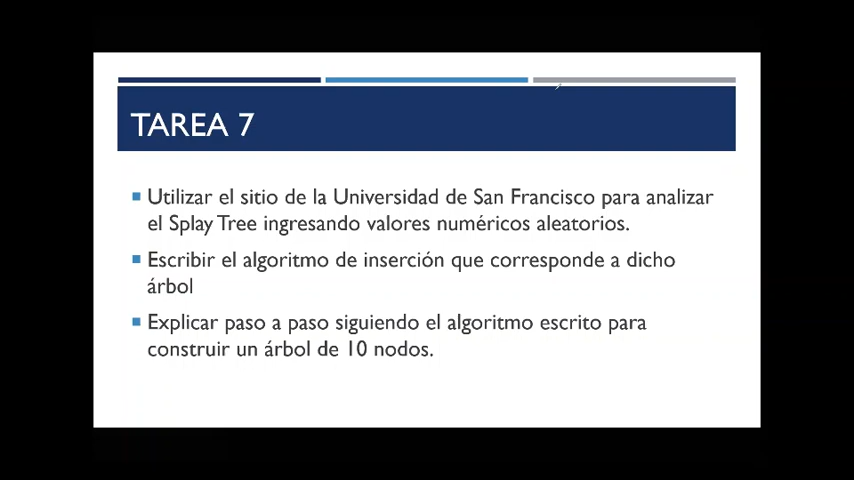 TAREA 7
Utilizar el sitio de la Universidad de San Francisco para analizar
el Splay Tree ingresando valores numéricos aleatorios.
Escribir el algoritmo de inserción que corresponde a dicho
árbol
Explicar paso a paso siguiendo el algoritmo escrito para
construir un árbol de 10 nodos.